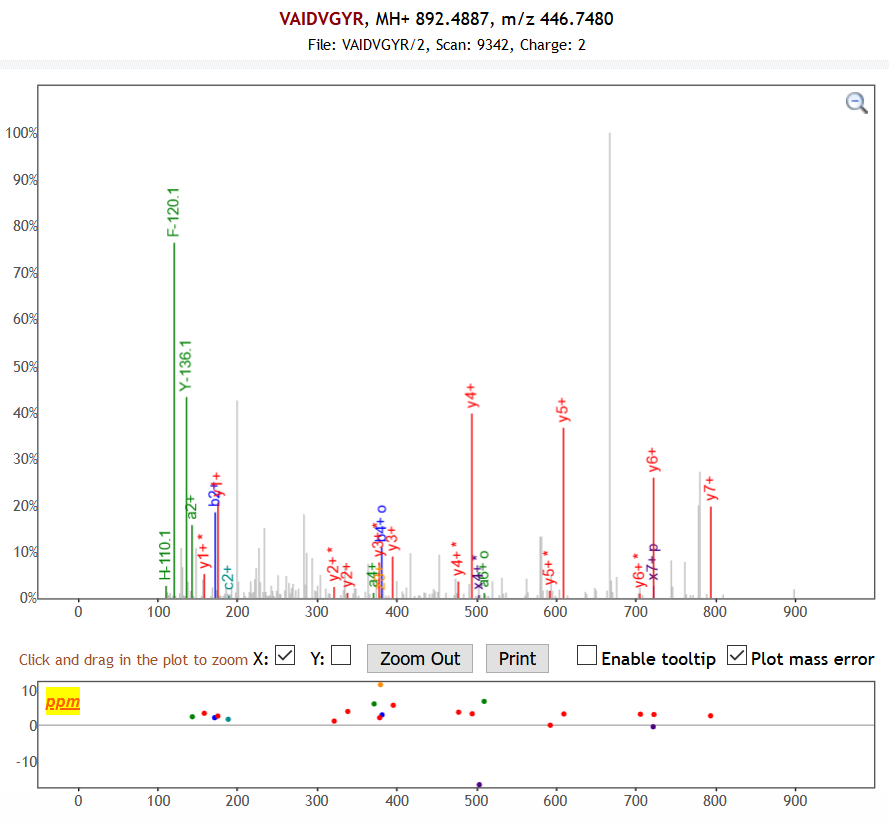 VAIDVGYR, MH+ 892.4887, m/z 446.7480
File: VAIDVGYR/2, Scan: 9342, Charge: 2
100%
90%
80%
70%
60%
50%
40%
30%
20%
10%
0%
H-110.1
F-120.1
Y-136.1
a2+
y1+ *
b2+
y1+
c2+
y2+ *
y2+
a4+
y3+ *
b4+ o
y3+
y4+ *
y4+
x4+ *
a6+ o
y5+ *
y5+
y6+ *
y6+
x7+ p
y7+
0 100 200 300 400 500 600 700 800 900
Click and drag in the plot to zoom X: Y: Zoom Out Print Enable tooltip Plot mass error
ppm
10
0
-10
0 100 200 300 400 500 600 700 800 900